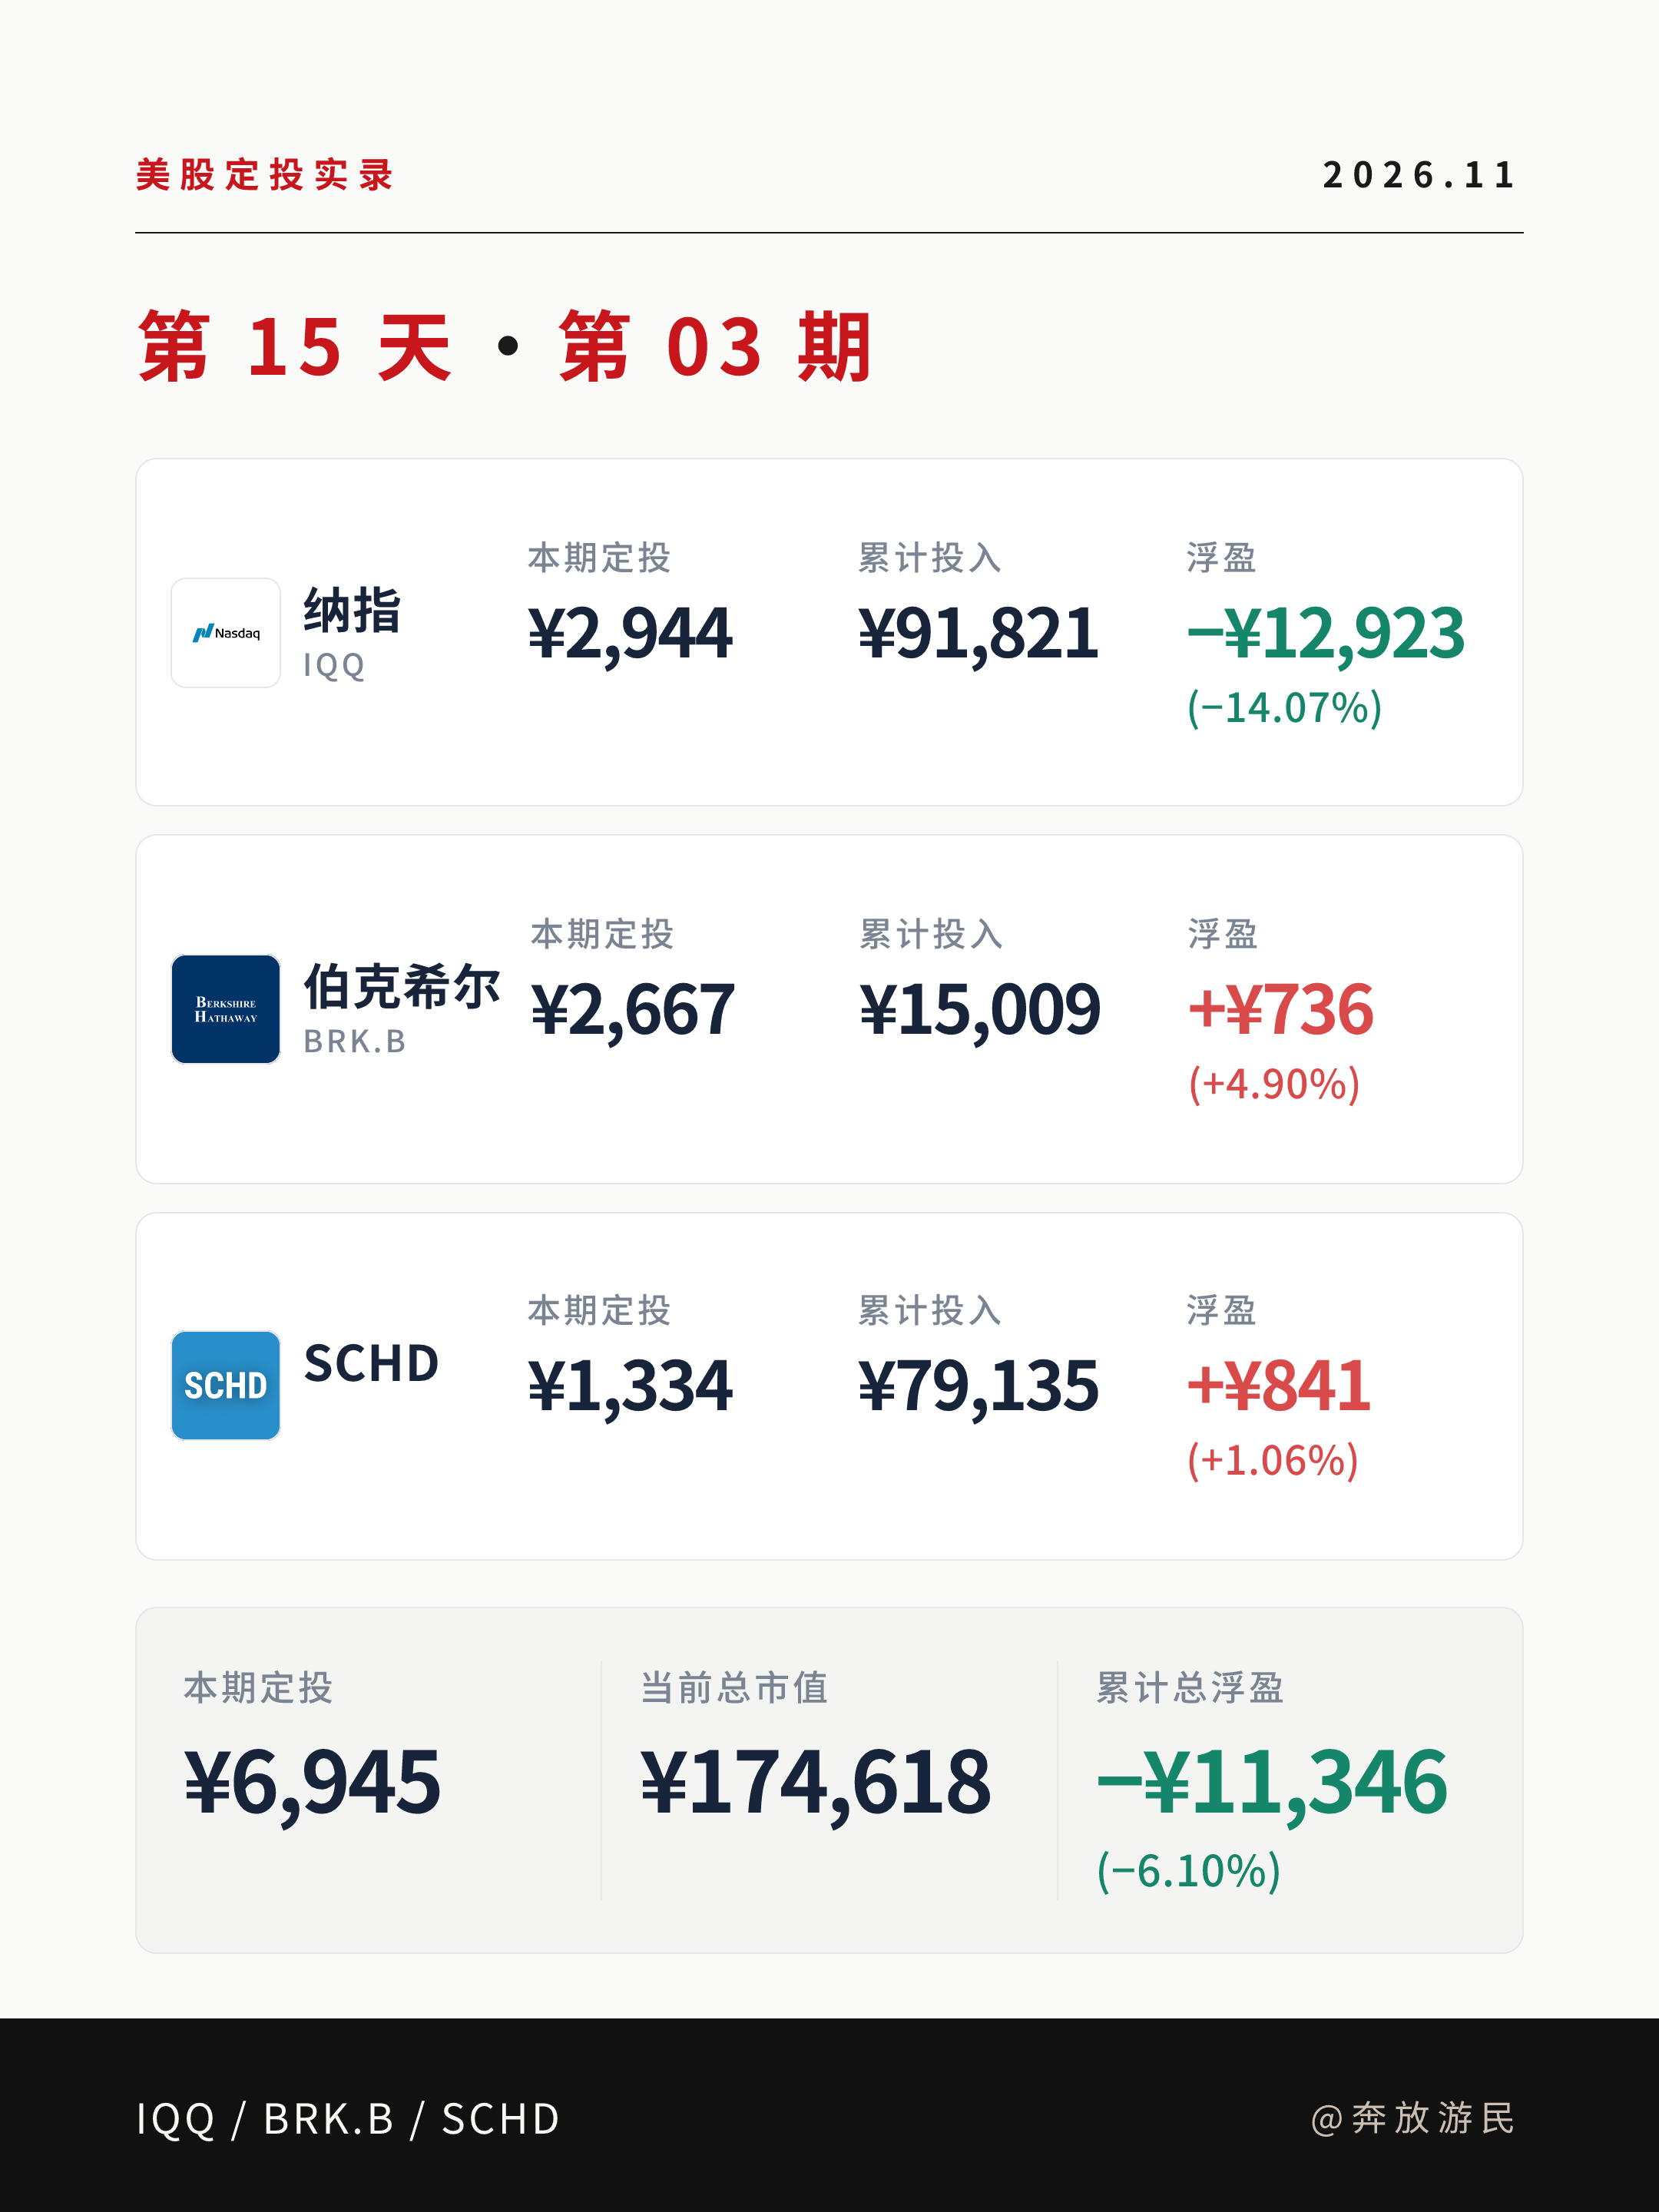 美股定投实录
2026.11
第 15 天 · 第 03 期
本期定投
累计投入
浮盈
Nasdaq
纳指
IQQ
¥2,944
¥91,821
−¥12,923
(−14.07%)
本期定投
累计投入
浮盈
BERKSHIRE
HATHAWAY
伯克希尔
BRK.B
¥2,667
¥15,009
+¥736
(+4.90%)
本期定投
累计投入
浮盈
SCHD
SCHD
¥1,334
¥79,135
+¥841
(+1.06%)
本期定投
当前总市值
累计总浮盈
¥6,945
¥174,618
−¥11,346
(−6.10%)
IQQ / BRK.B / SCHD
@奔放游民